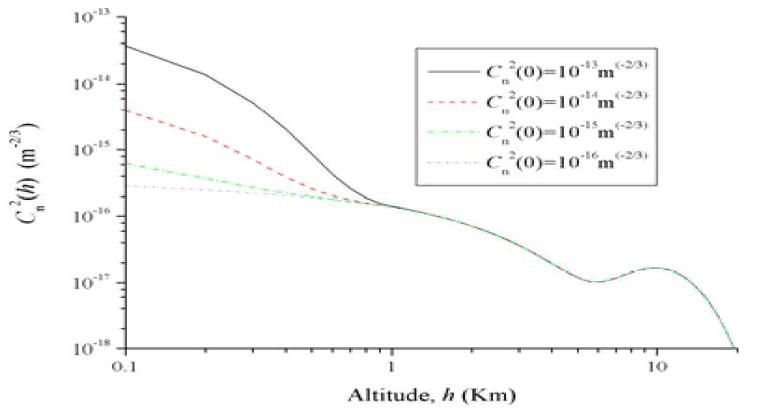 10^-13
10^-14
10^-15
10^-16
10^-17
10^-18
C_n^2(h) (m^-2/3)
C_n^2(0)=10^-13 m^(-2/3)
C_n^2(0)=10^-14 m^(-2/3)
C_n^2(0)=10^-15 m^(-2/3)
C_n^2(0)=10^-16 m^(-2/3)
0.1 1 10
Altitude, h (Km)